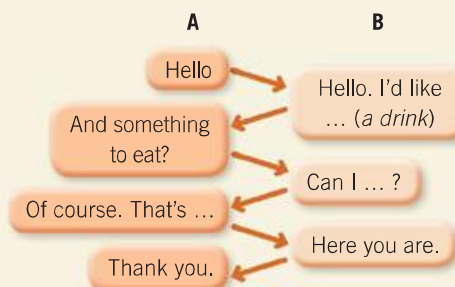 A
B
Hello
Hello. I'd like
... (a drink)
And something
to eat?
Can I ... ?
Of course. That's ...
Here you are.
Thank you.